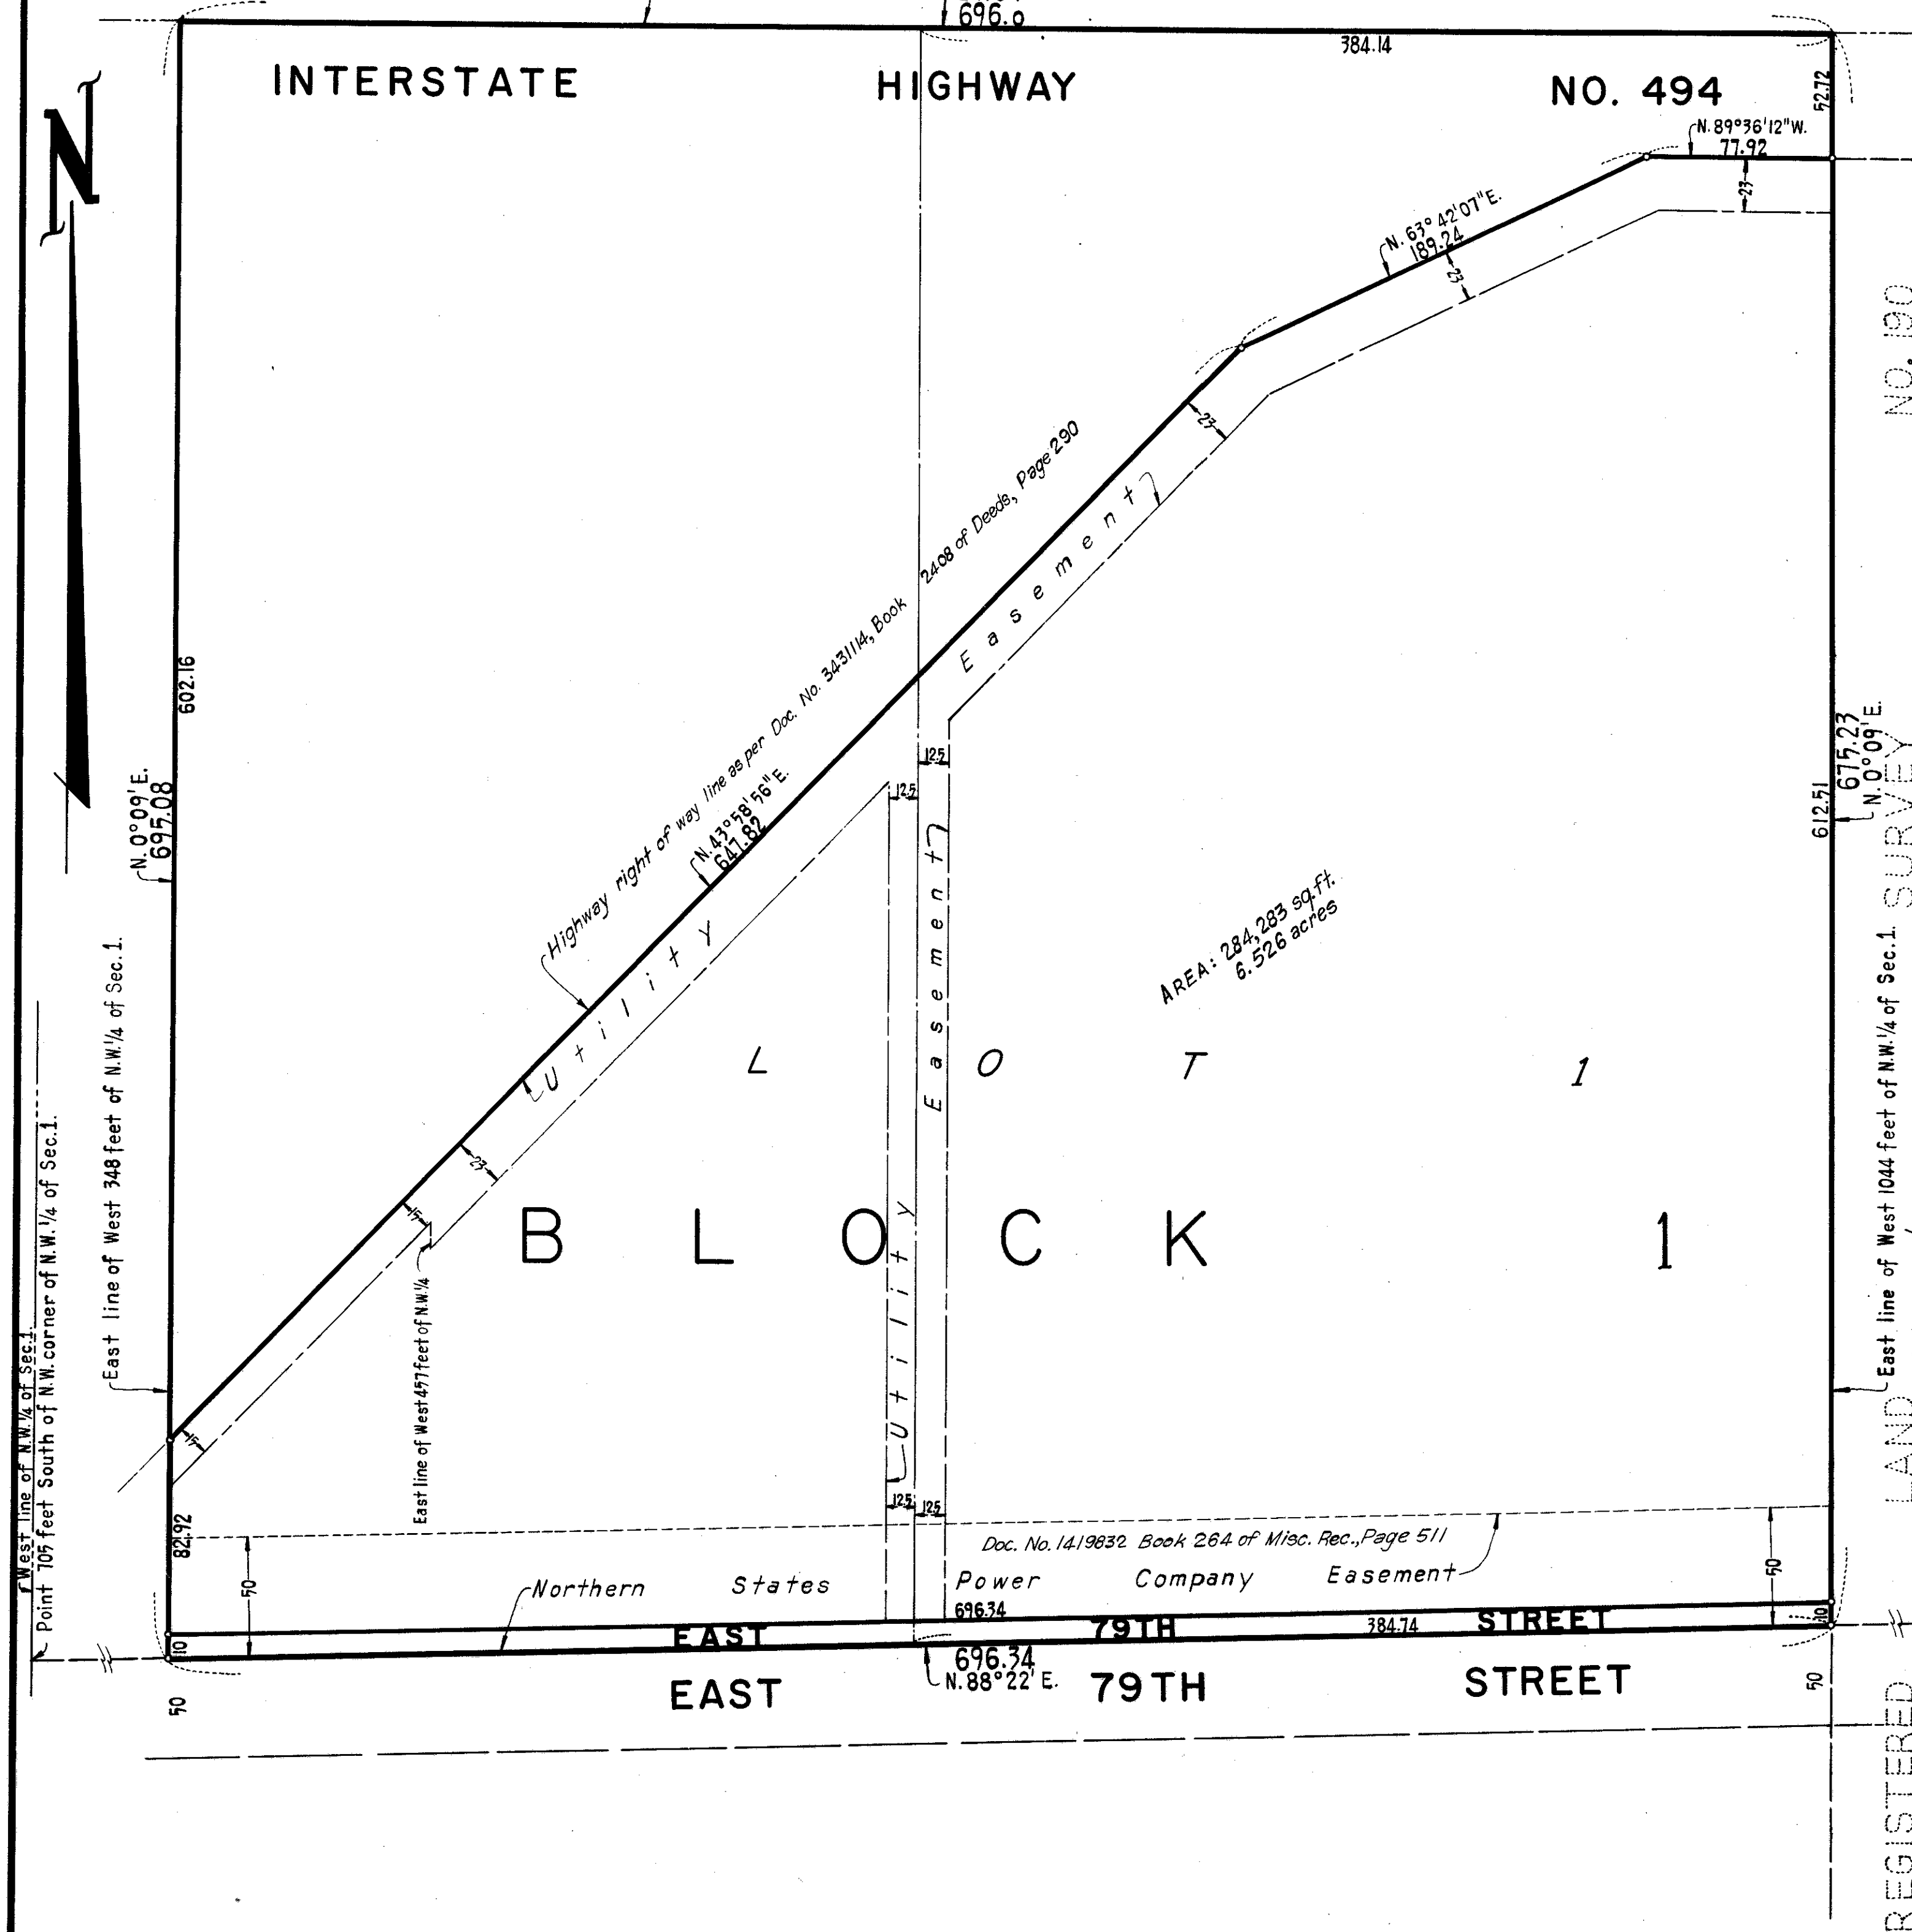 696.0
384.14
INTERSTATE HIGHWAY NO. 494
52.72
N
N. 89°36'12"W.
77.92
23
N. 63° 42'07"E.
189.24
23
NO. 190
23
Highway right of way line as per Doc. No. 3431114, Book 2408 of Deeds, Page 290
Utility Easement
602.16
N. 0°09'E.
695.08
N. 43°58'56"E.
647.82
12.5
12.5
675.23
N. 0°09'E.
612.51
AREA: 284,283 sq.ft.
6.526 acres
East line of West 348 feet of N.W. 1/4 of Sec. 1.
West line of N.W. 1/4 of Sec. 1.
Point 705 feet South of N.W. corner of N.W. 1/4 of Sec. 1.
LOT 1
Utility Easement
23
15
BLOCK 1
East line of West 457 feet of N.W. 1/4
East line of West 1044 feet of N.W. 1/4 of Sec. 1.
REGISTERED LAND SURVEY
15
82.92
12.5
12.5
Doc. No. 1419832 Book 264 of Misc. Rec., Page 511
50
Northern States Power Company Easement
50
696.34
10
EAST 79TH STREET
384.74
10
696.34
N. 88°22' E.
50
EAST 79TH STREET
50